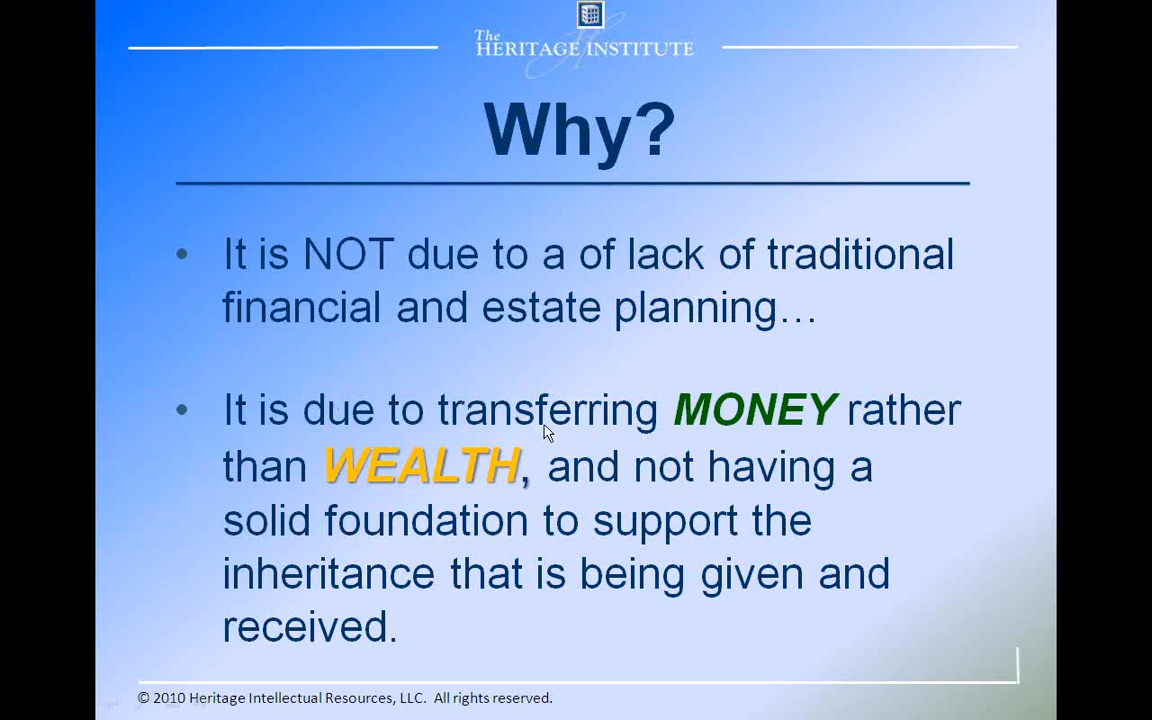 The
HERITAGE INSTITUTE
Why?
• It is NOT due to a of lack of traditional
financial and estate planning…
• It is due to transferring MONEY rather
than WEALTH, and not having a
solid foundation to support the
inheritance that is being given and
received.
© 2010 Heritage Intellectual Resources, LLC. All rights reserved.